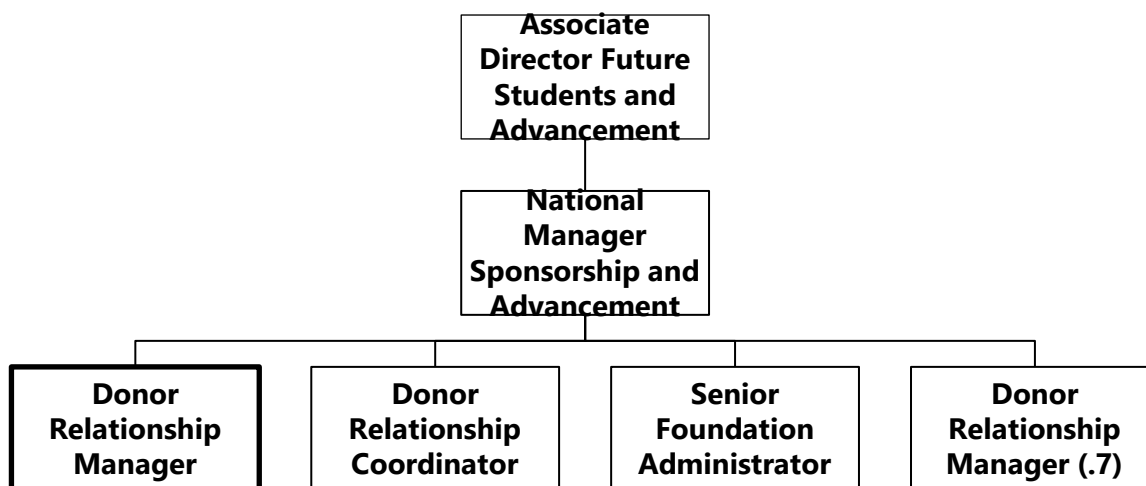 Associate
Director Future
Students and
Advancement
National
Manager
Sponsorship and
Advancement
Donor
Relationship
Manager
Donor
Relationship
Coordinator
Senior
Foundation
Administrator
Donor
Relationship
Manager (.7)